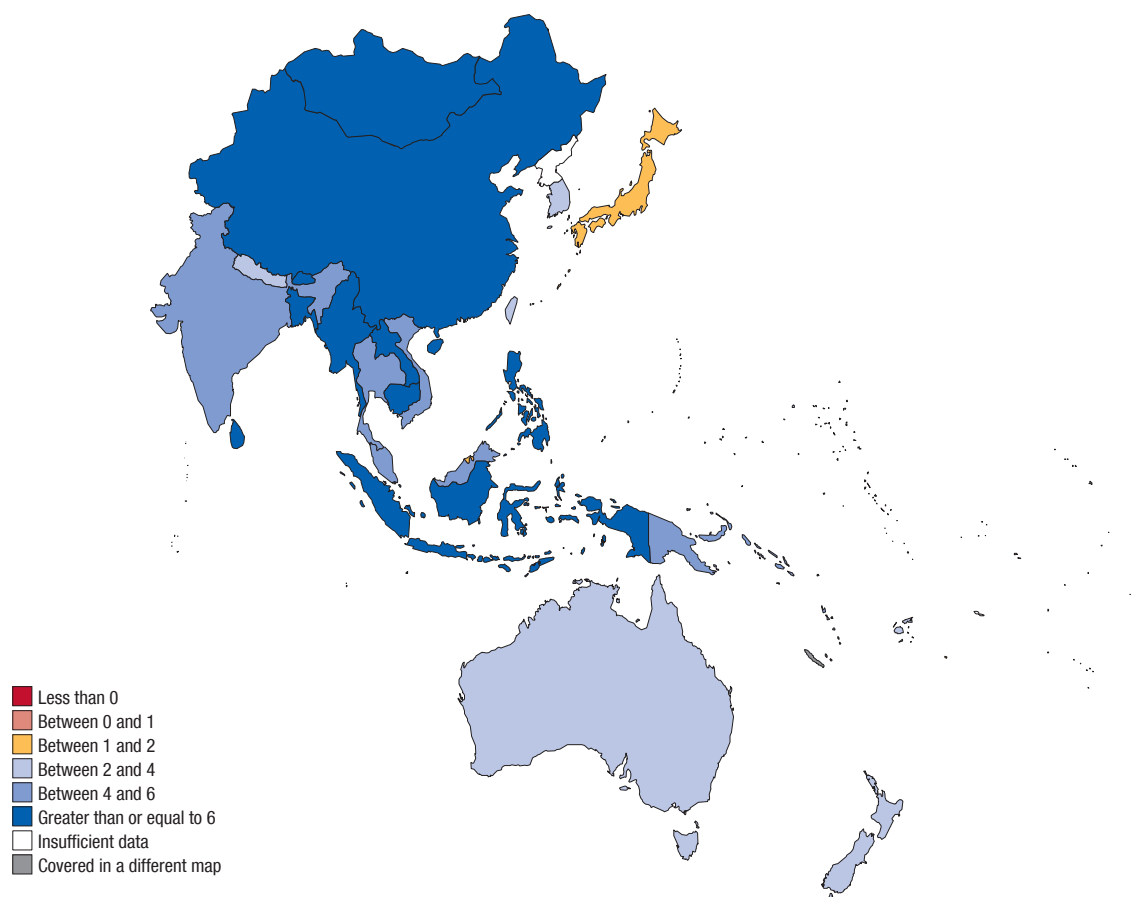 Less than 0
Between 0 and 1
Between 1 and 2
Between 2 and 4
Between 4 and 6
Greater than or equal to 6
Insufficient data
Covered in a different map